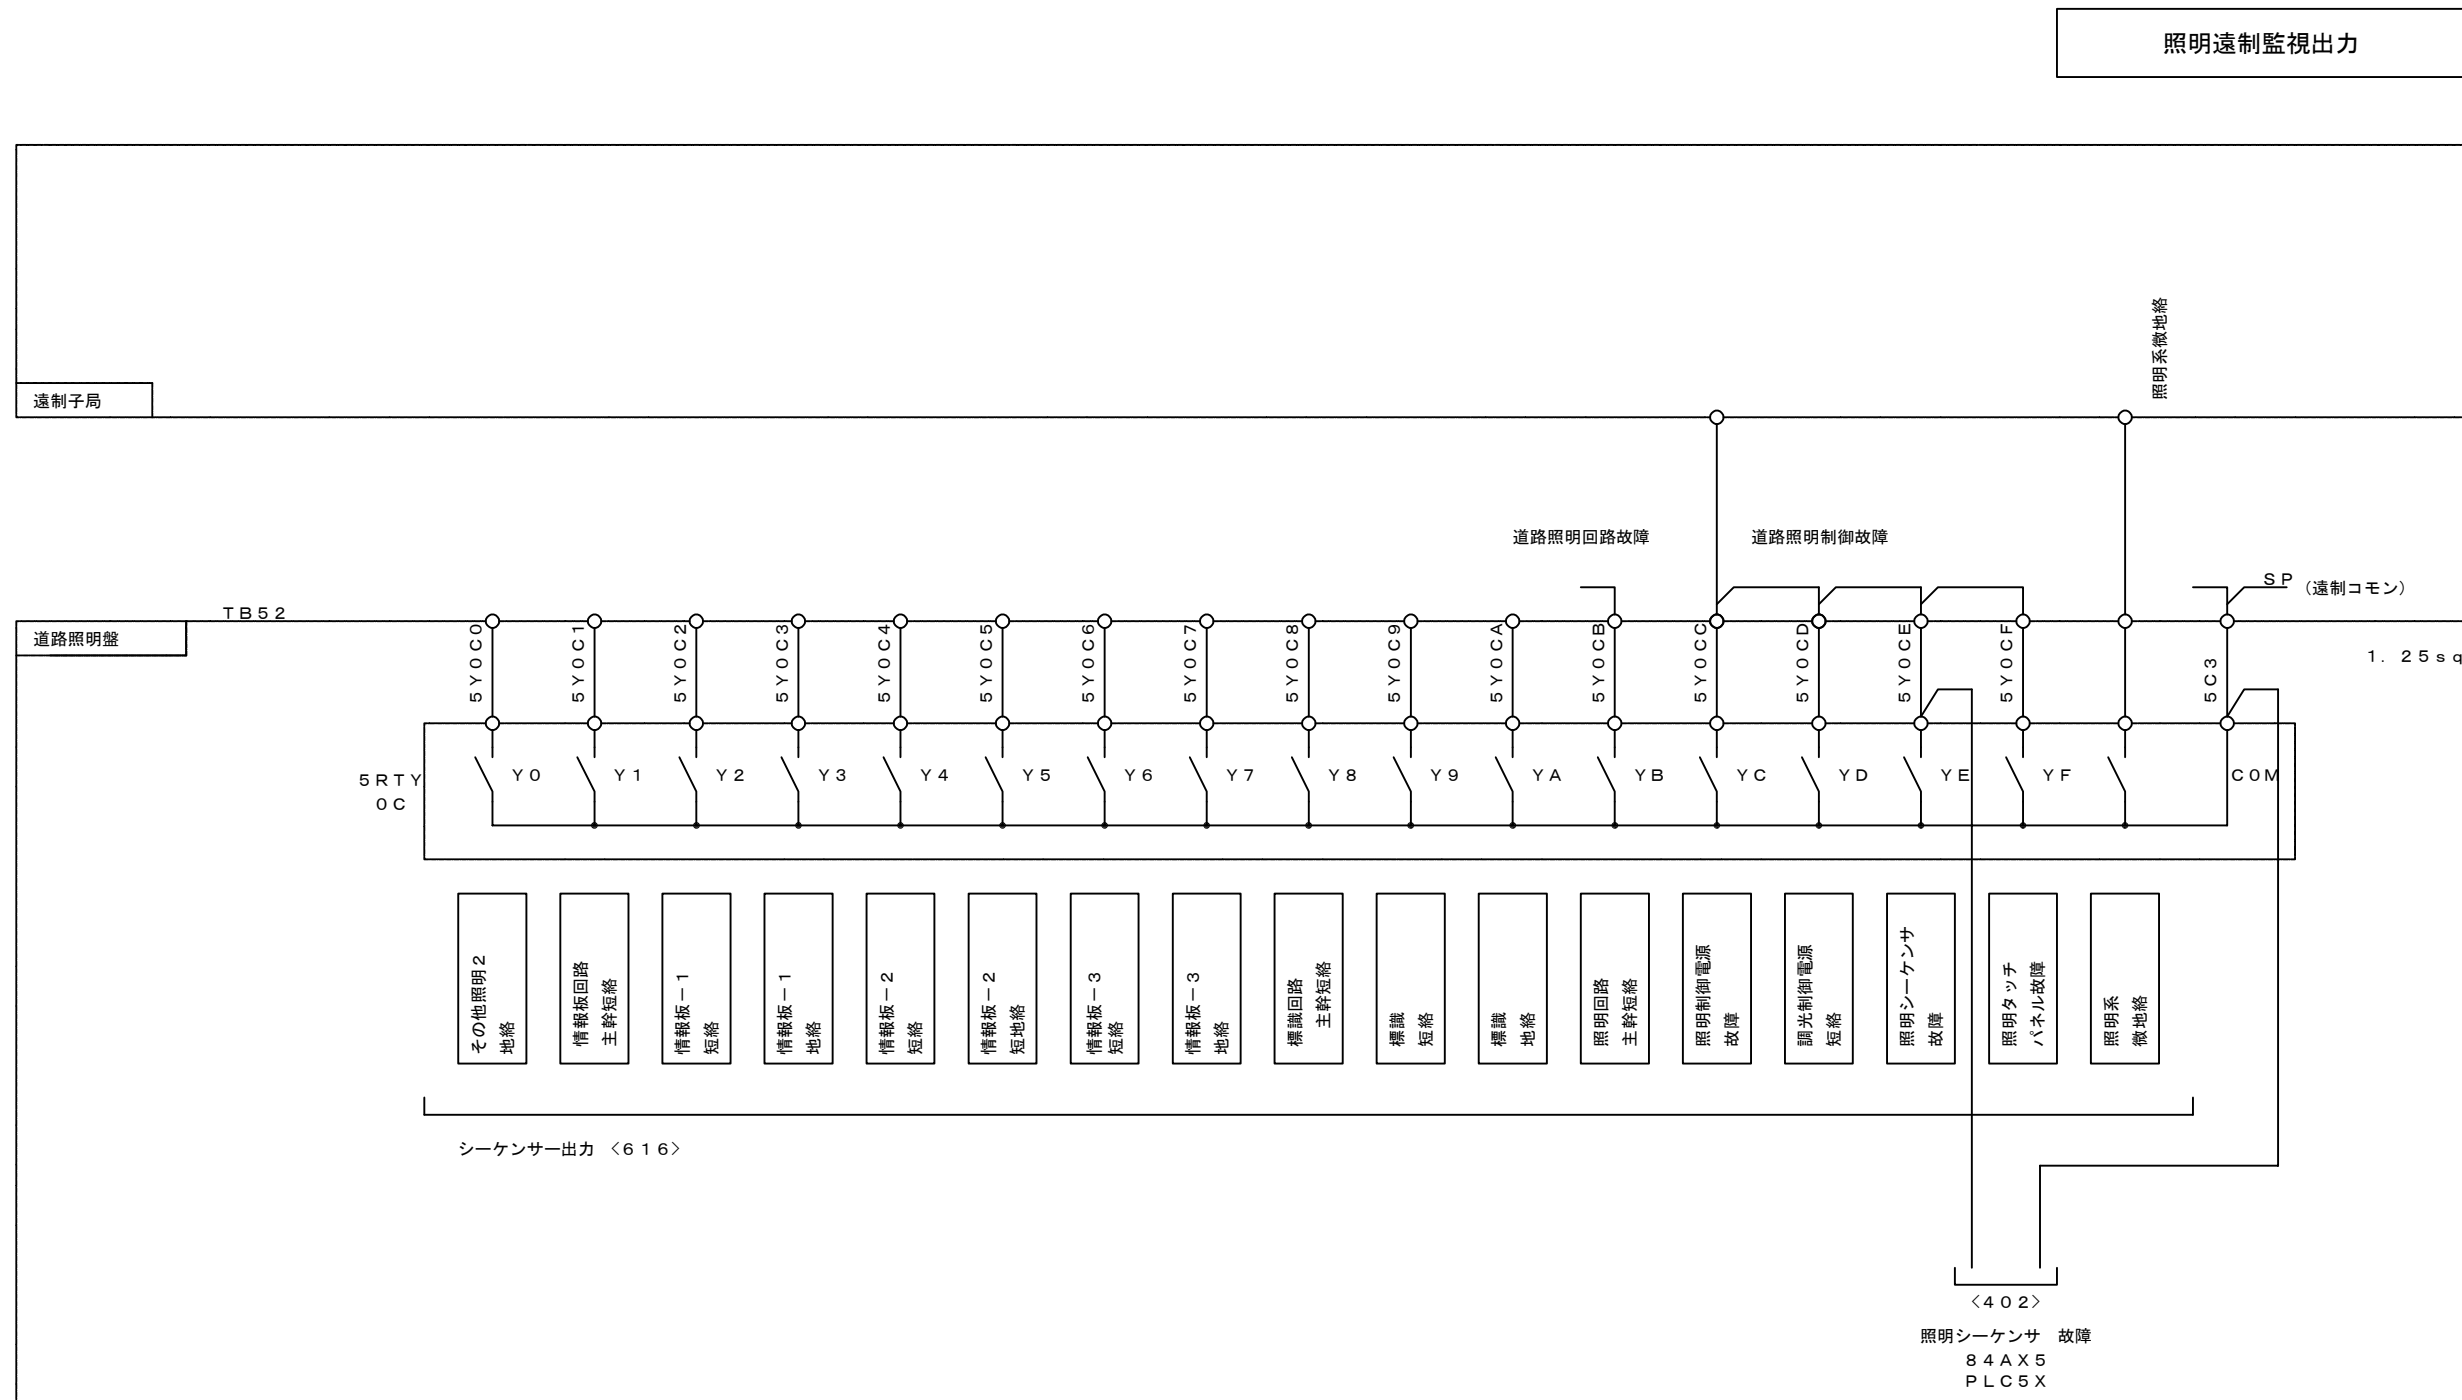 照明遠制監視出力
照明系微地絡
遠制子局
道路照明回路故障
道路照明制御故障
SP
(遠制コモン)
TB52
道路照明盤
1.25sq
5Y0C0
5Y0C1
5Y0C2
5Y0C3
5Y0C4
5Y0C5
5Y0C6
5Y0C7
5Y0C8
5Y0C9
5Y0CA
5Y0CB
5Y0CC
5Y0CD
5Y0CE
5Y0CF
5C3
5RTY
0C
Y0
Y1
Y2
Y3
Y4
Y5
Y6
Y7
Y8
Y9
YA
YB
YC
YD
YE
YF
COM
その他照明2
地絡
情報板回路
主幹短絡
情報板－1
短絡
情報板－1
地絡
情報板－2
短絡
情報板－2
短地絡
情報板－3
短絡
情報板－3
地絡
標識回路
主幹短絡
標識
短絡
標識
地絡
照明回路
主幹短絡
照明制御電源
故障
調光制御電源
短絡
照明シーケンサ
故障
照明タッチ
パネル故障
照明系
微地絡
シーケンサー出力 <616>
<402>
照明シーケンサ 故障
84AX5
PLC5X